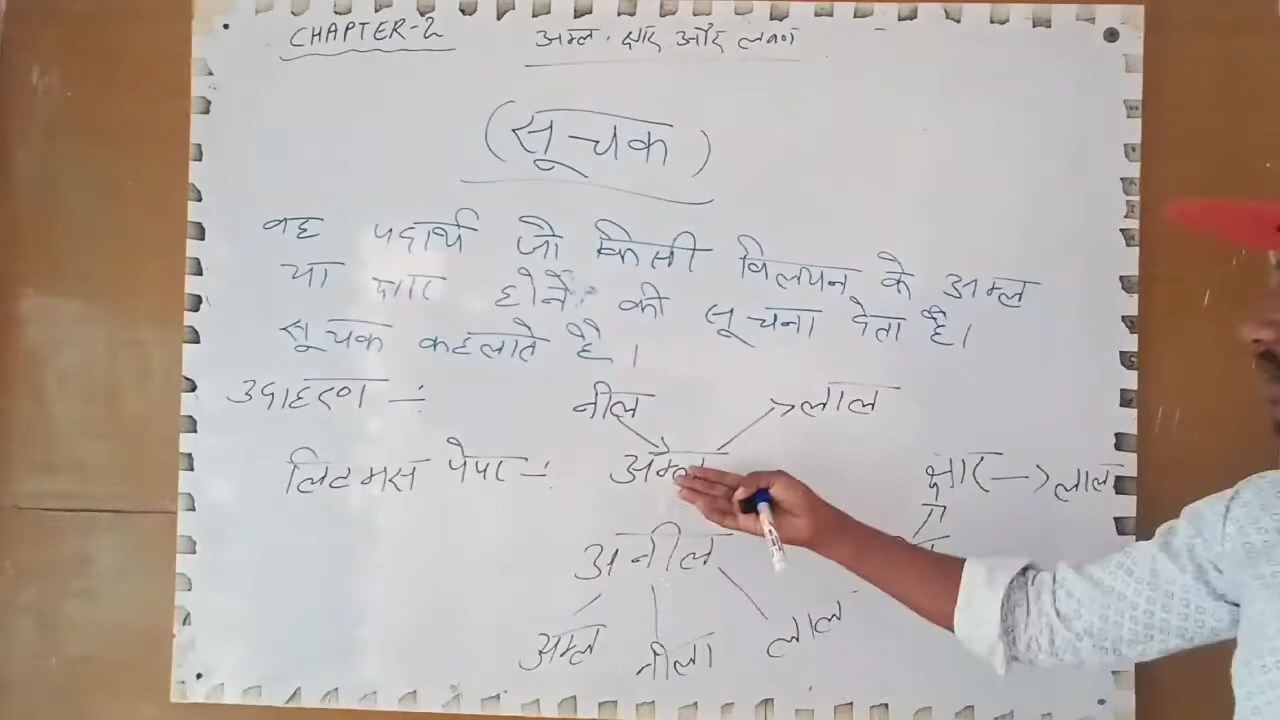 CHAPTER-2 अम्ल, क्षार और लवण
(सूचक)
वह पदार्थ जो किसी विलयन के अम्ल
या क्षार होने की सूचना देता है।
सूचक कहलाते है।
उदाहरण :-
नील → लाल
लिटमस पेपर :- अम्ल क्षार → लाल
अनील
अम्ल नीला लाल